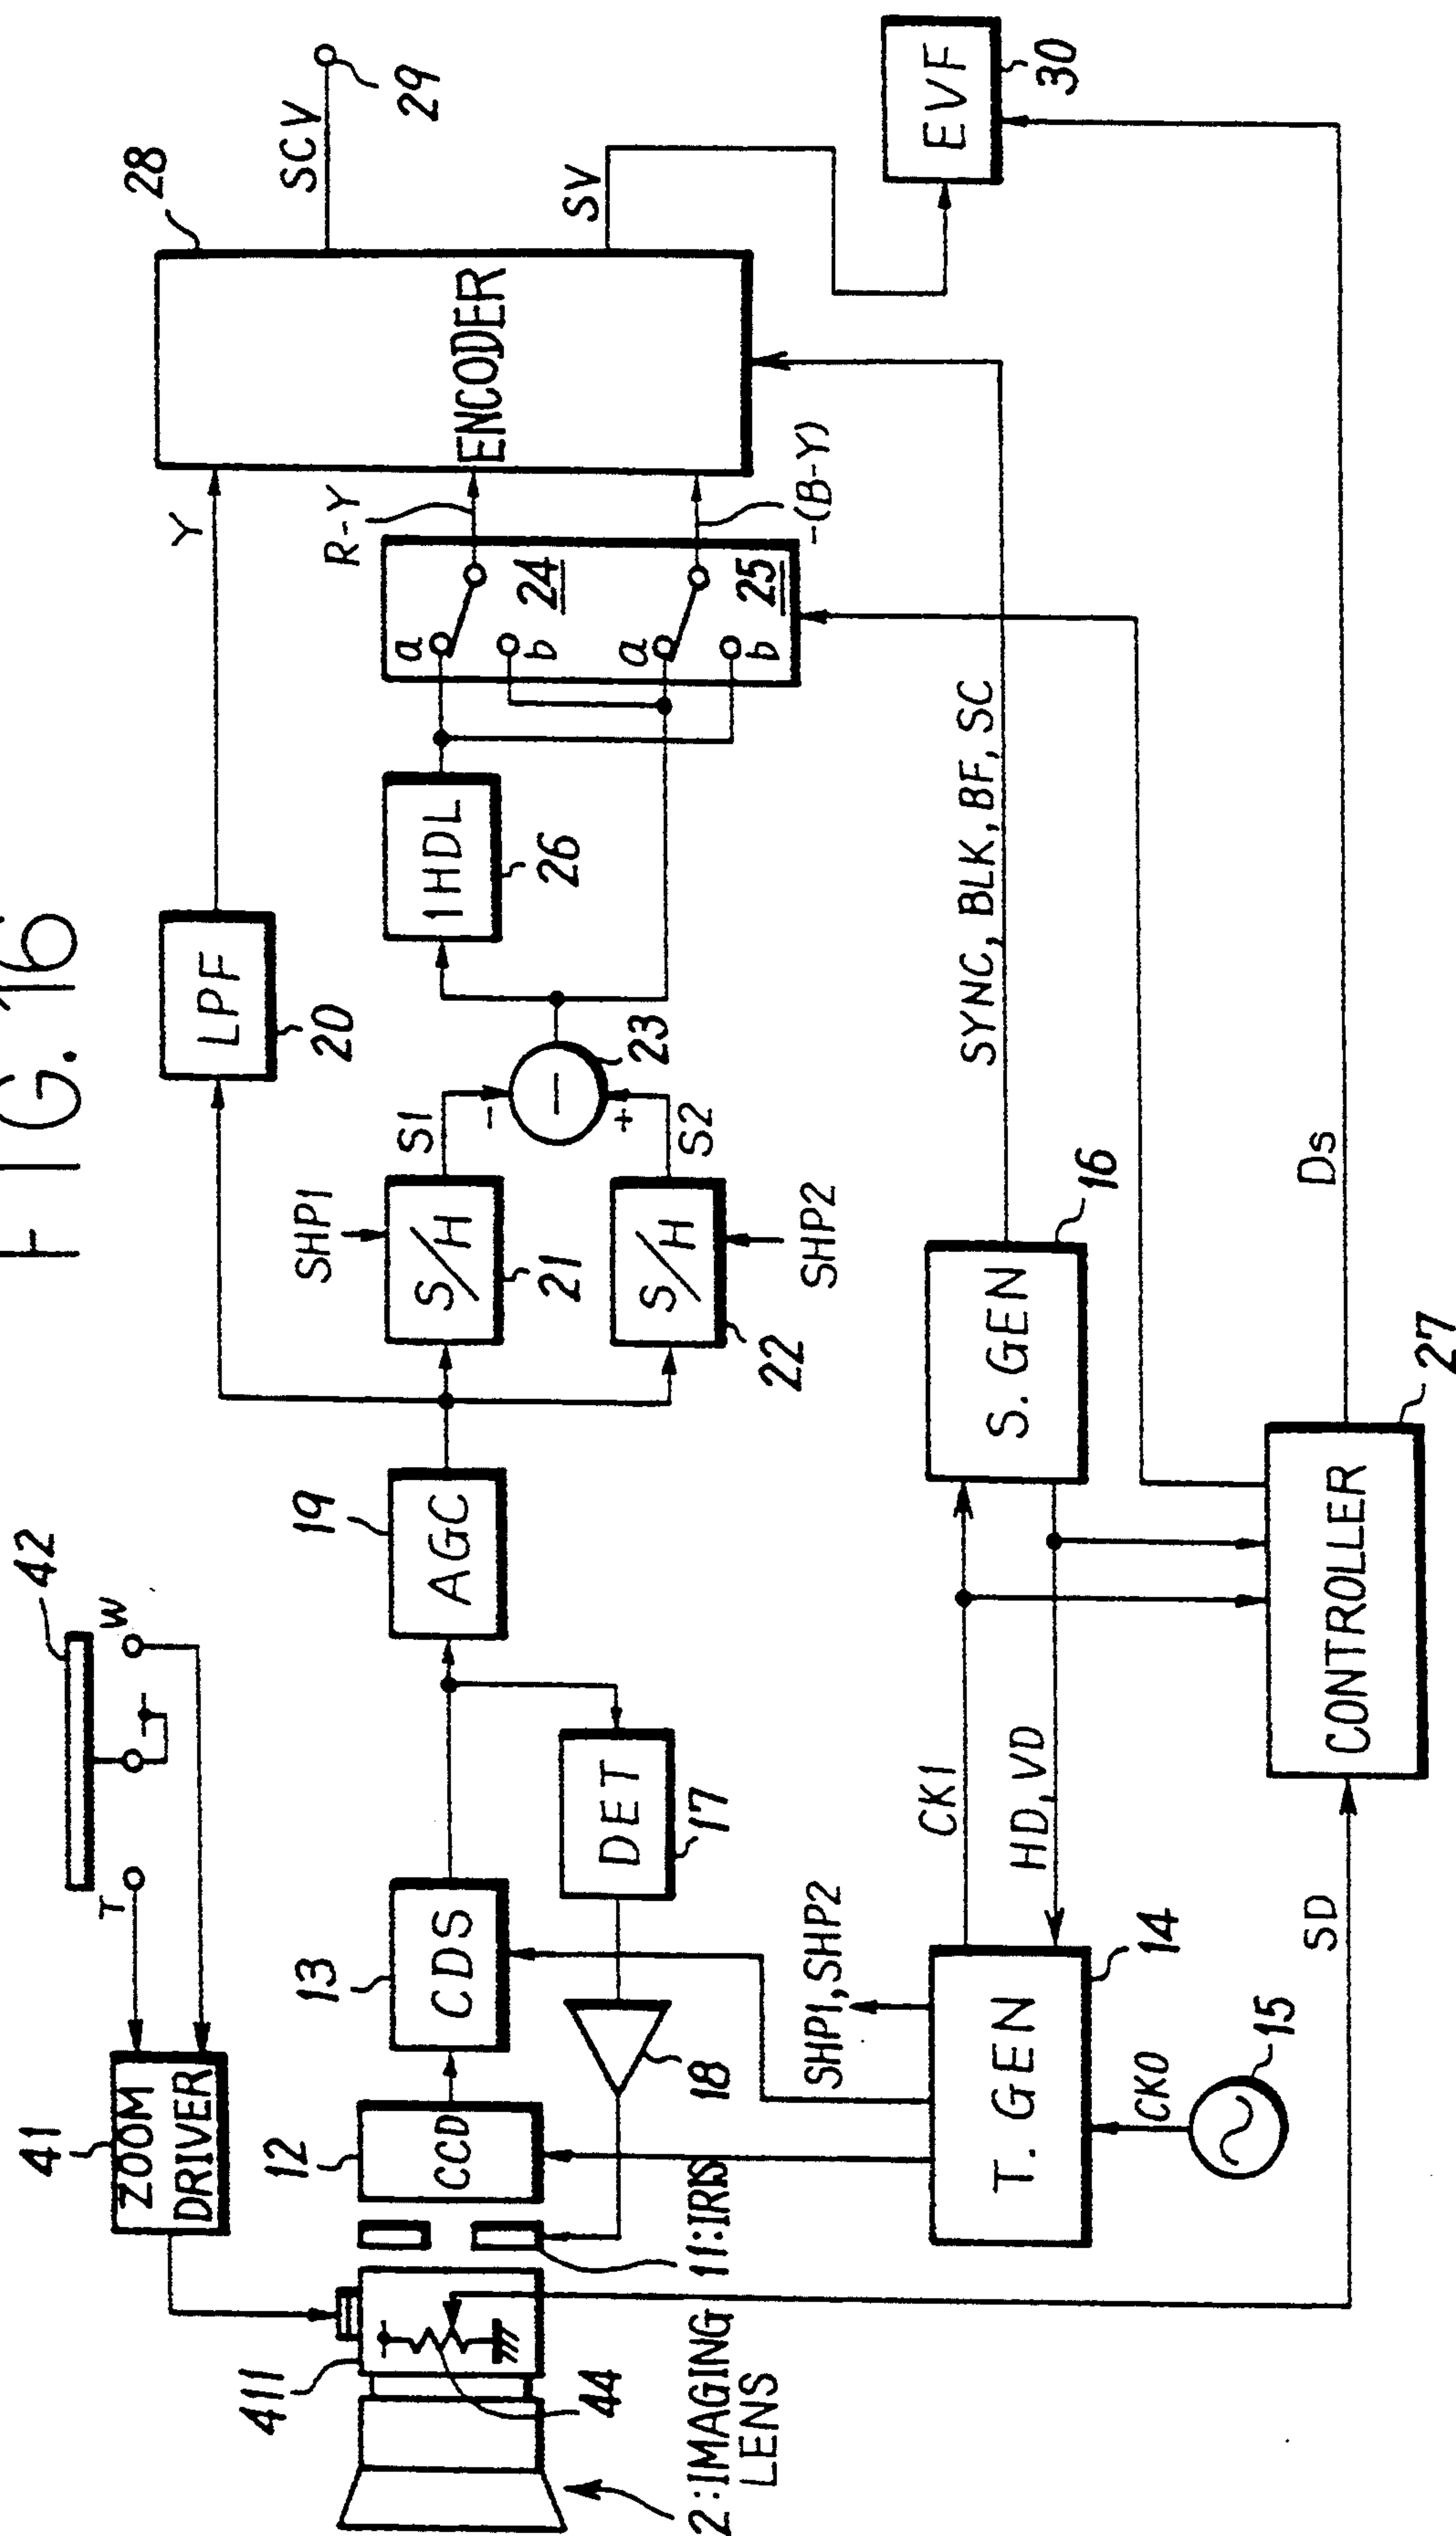 FIG. 16
42
T
W
41
ZOOM
DRIVER
411
44
2:IMAGING
LENS
11:IRIS
12
CCD
13
CDS
18
DET
17
19
AGC
SHP1
S/H
21
S1
S/H
22
SHP2
S2
-
+
−
23
LPF
20
Y
1HDL
26
a
b
24
a
b
25
R-Y
-(B-Y)
28
ENCODER
SCV
29
SV
EVF
30
SHP1,SHP2
T. GEN
14
CK0
15
CK1
HD,VD
S. GEN
16
SYNC, BLK, BF, SC
SD
CONTROLLER
27
Ds